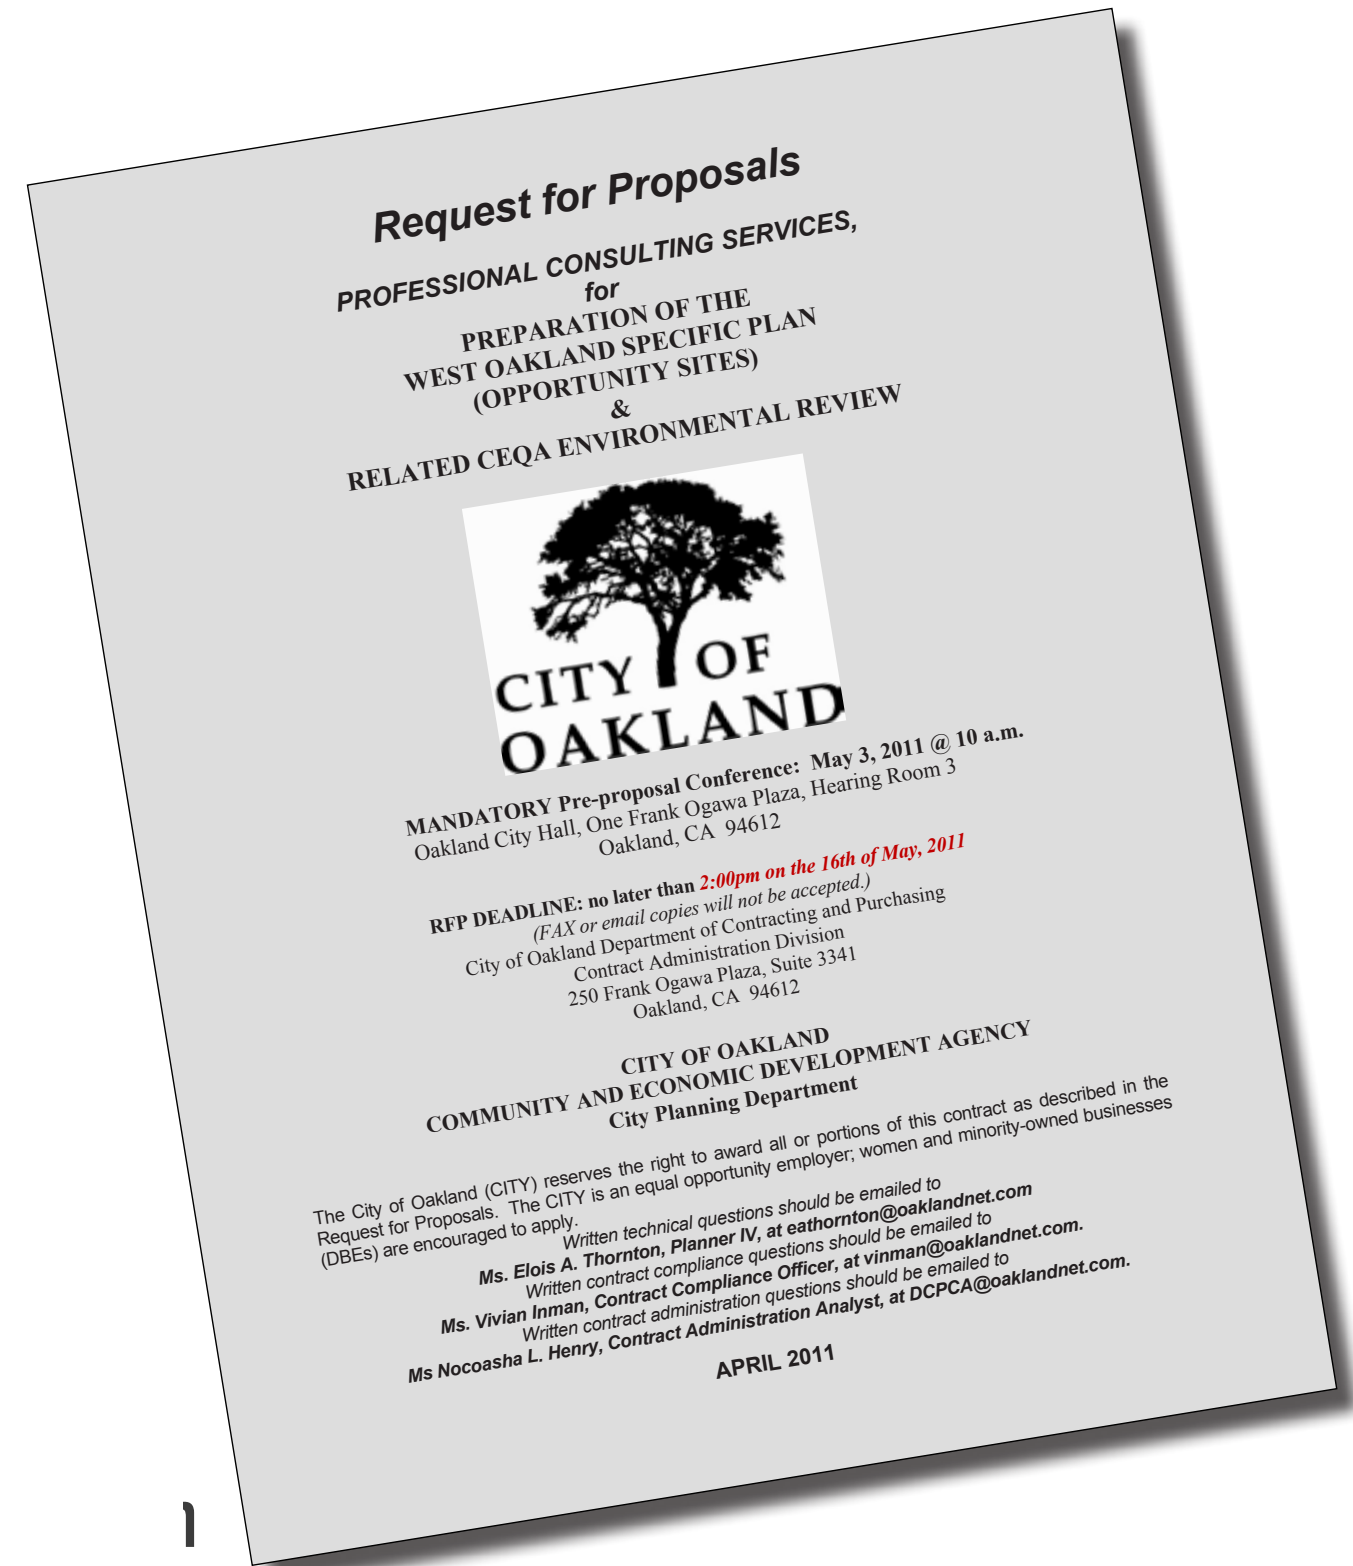 Request for Proposals
PROFESSIONAL CONSULTING SERVICES,
for
PREPARATION OF THE
WEST OAKLAND SPECIFIC PLAN
(OPPORTUNITY SITES)
&
RELATED CEQA ENVIRONMENTAL REVIEW
CITY OF
OAKLAND
MANDATORY Pre-proposal Conference:  May 3, 2011 @ 10 a.m.
Oakland City Hall, One Frank Ogawa Plaza, Hearing Room 3
Oakland, CA  94612
RFP DEADLINE: no later than 2:00pm on the 16th of May, 2011
(FAX or email copies will not be accepted.)
City of Oakland Department of Contracting and Purchasing
Contract Administration Division
250 Frank Ogawa Plaza, Suite 3341
Oakland, CA  94612
CITY OF OAKLAND
COMMUNITY AND ECONOMIC DEVELOPMENT AGENCY
City Planning Department
The City of Oakland (CITY) reserves the right to award all or portions of this contract as described in the
Request for Proposals.  The CITY is an equal opportunity employer; women and minority-owned businesses
(DBEs) are encouraged to apply.
Written technical questions should be emailed to
Ms. Elois A. Thornton, Planner IV, at eathornton@oaklandnet.com
Written contract compliance questions should be emailed to
Ms. Vivian Inman, Contract Compliance Officer, at vinman@oaklandnet.com.
Written contract administration questions should be emailed to
Ms Nocoasha L. Henry, Contract Administration Analyst, at DCPCA@oaklandnet.com.
APRIL 2011